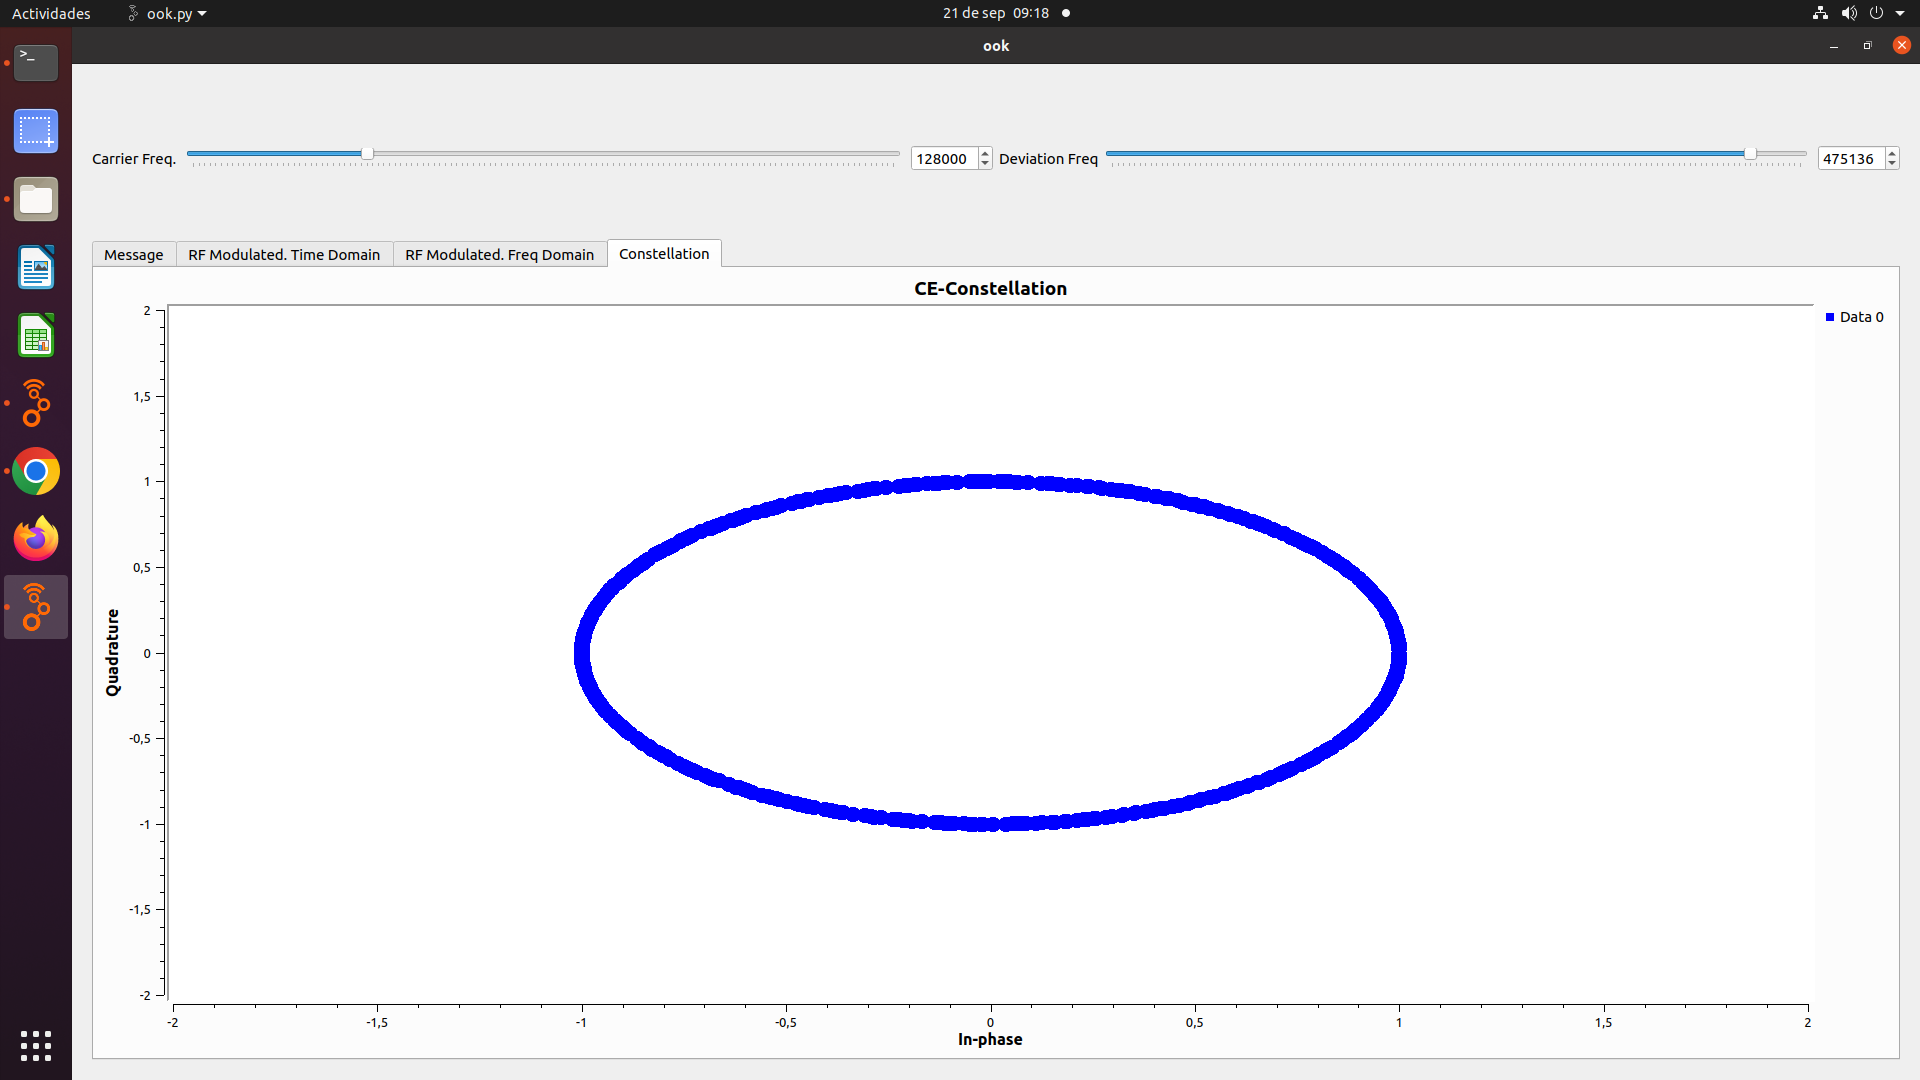 Actividades ook.py 21 de sep 09:18
ook
>_
Carrier Freq. 128000 Deviation Freq 475136
Message RF Modulated. Time Domain RF Modulated. Freq Domain Constellation
CE-Constellation
Data 0
2
1,5
1
0,5
0
-0,5
-1
-1,5
-2
Quadrature
-2 -1,5 -1 -0,5 0 0,5 1 1,5 2
In-phase